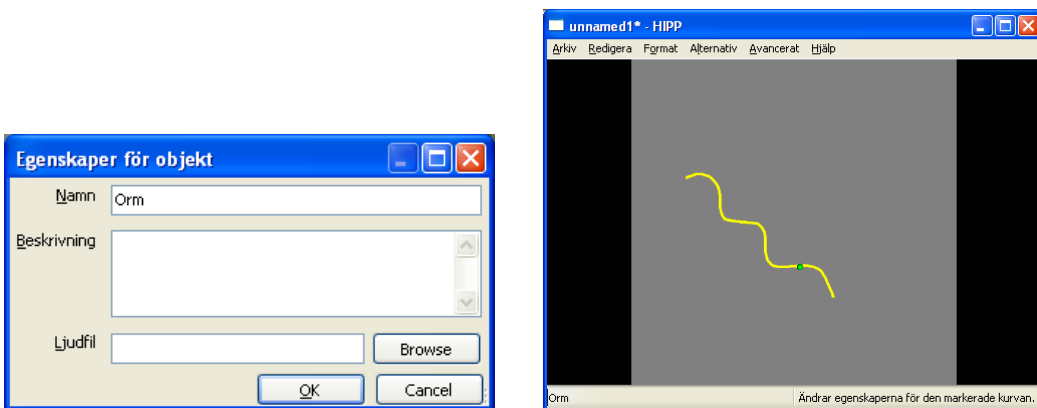 Egenskaper för objekt
Namn
Orm
Beskrivning
Ljudfil
Browse
OK
Cancel
unnamed1* - HIPP
Arkiv Redigera Format Alternativ Avancerat Hjälp
Orm
Ändrar egenskaperna för den markerade kurvan.